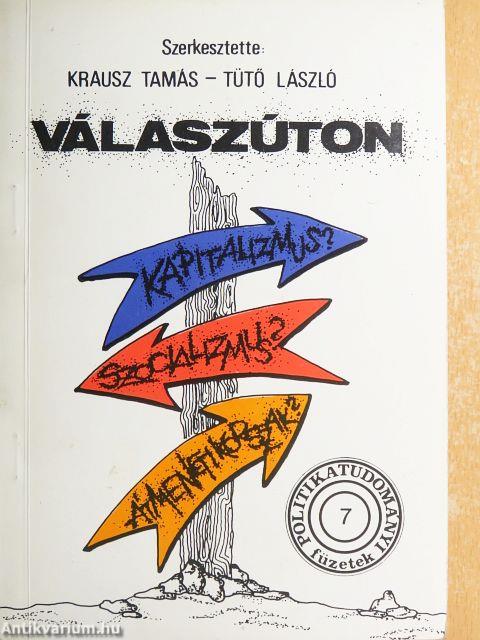 Szerkesztette:
KRAUSZ TAMÁS – TÜTŐ LÁSZLÓ
VÁLASZÚTON
KAPITALIZMUS?
SZOCIALIZMUS?
ÁTMENETI KORSZAK?
POLITIKATUDOMÁNYI
7
füzetek
Antikvarium.hu